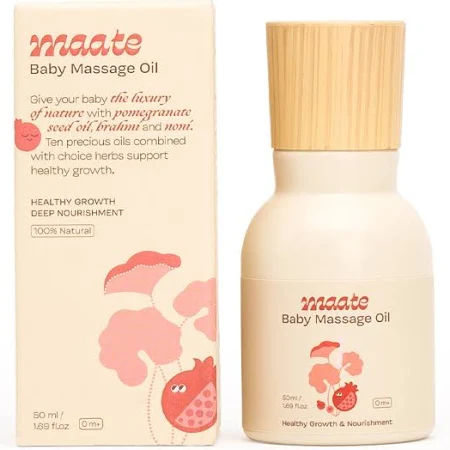 maate
Baby Massage Oil
Give your baby the luxury
of nature with pomegranate
seed oil, brahmi and noni.
Ten precious oils combined
with choice herbs support
healthy growth.
HEALTHY GROWTH
DEEP NOURISHMENT
100% Natural
50 ml /
1.69 fl.oz
0 m+
maate
Baby Massage Oil
50ml /
1.69 fl.oz
0 m+
Healthy Growth & Nourishment